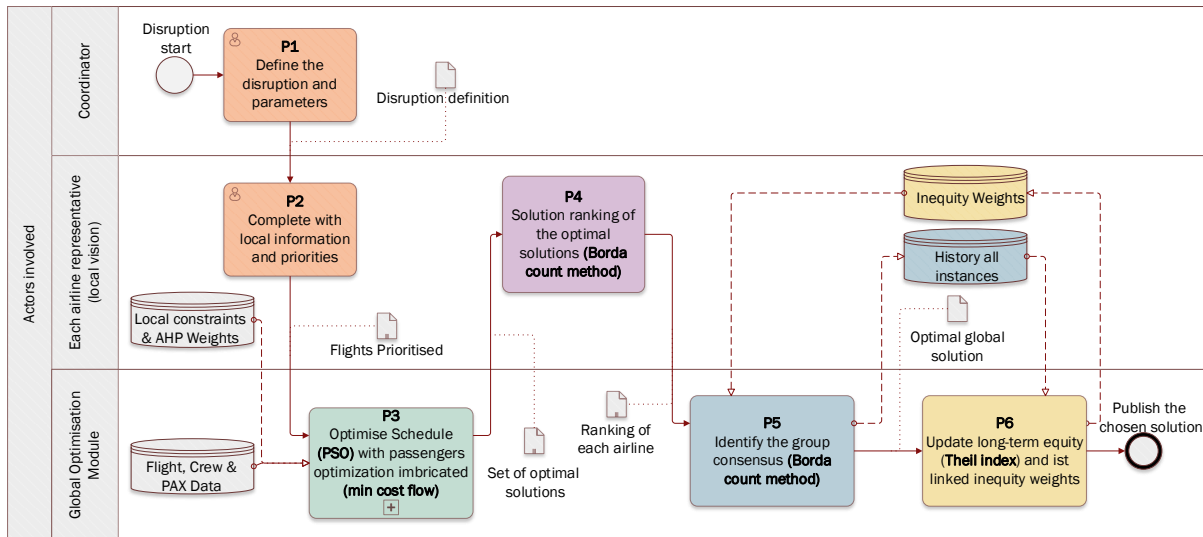 Actors involved
Coordinator
Disruption
start
P1
Define the
disruption and
parameters
Disruption definition
Each airline representative
(local vision)
P2
Complete with
local information
and priorities
Local constraints
& AHP Weights
Flights Prioritised
P4
Solution ranking of
the optimal
solutions (Borda
count method)
Inequity Weights
History all
instances
Optimal global
solution
Global Optimisation
Module
Flight, Crew &
PAX Data
P3
Optimise Schedule
(PSO) with passengers
optimization imbricated
(min cost flow)
Set of optimal
solutions
Ranking of
each airline
P5
Identify the group
consensus (Borda
count method)
P6
Update long-term equity
(Theil index) and ist
linked inequity weights
Publish the
chosen solution